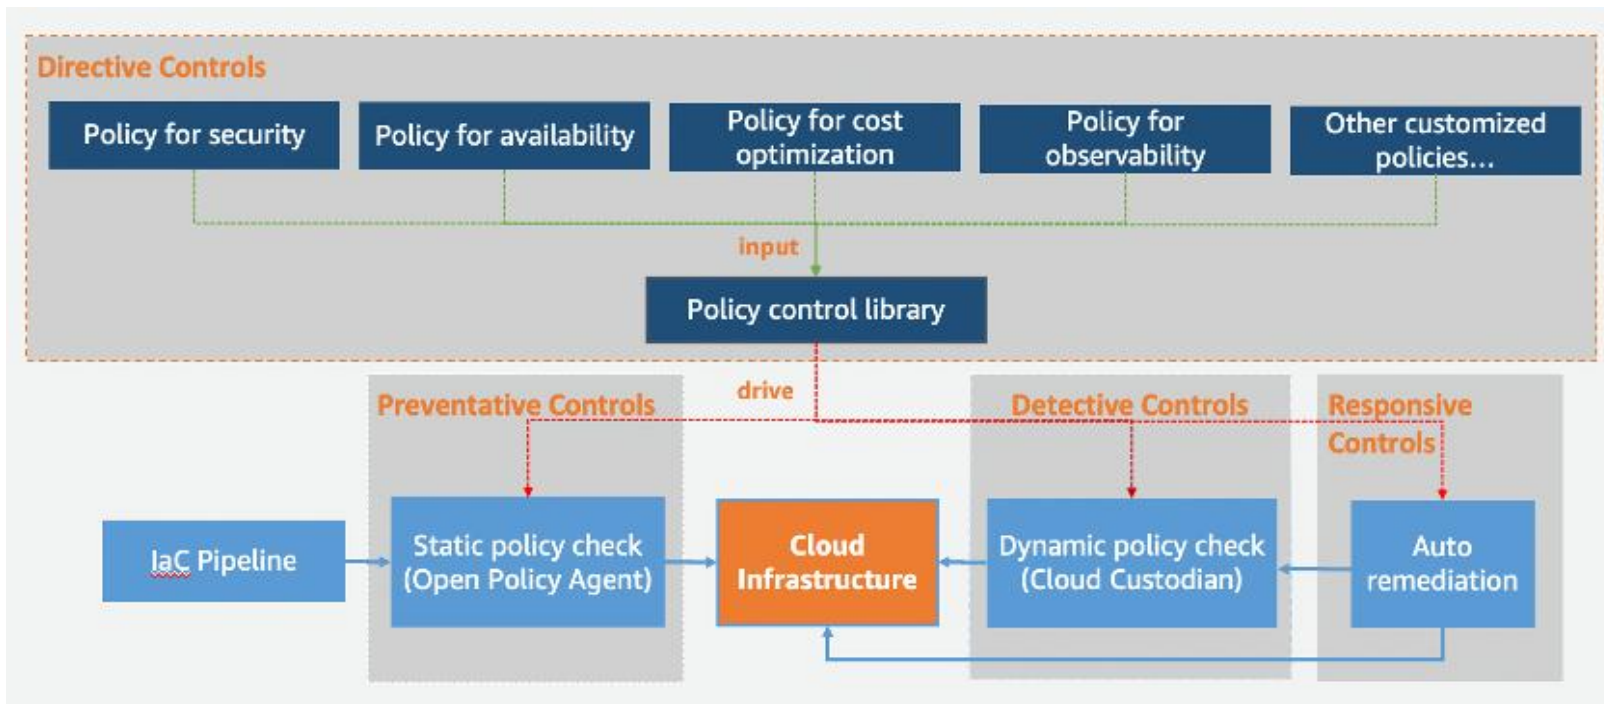 Directive Controls
Policy for security
Policy for availability
Policy for cost
optimization
Policy for
observability
Other customized
policies...
input
Policy control library
drive
Preventative Controls
Detective Controls
Responsive
Controls
IaC Pipeline
Static policy check
(Open Policy Agent)
Cloud
Infrastructure
Dynamic policy check
(Cloud Custodian)
Auto
remediation